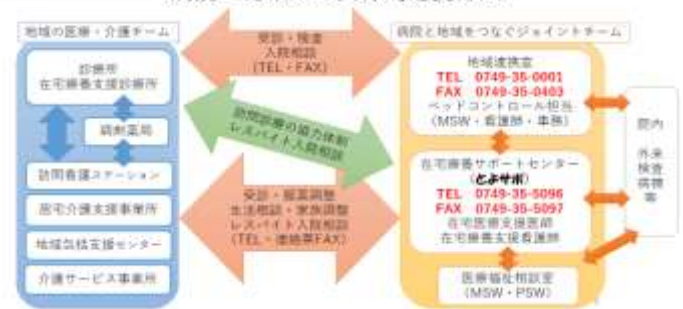 地域の医療・介護チーム
診療所
在宅療養支援診療所
調剤薬局
訪問看護ステーション
居宅介護支援事業所
地域包括支援センター
介護サービス事業所
受診・検査
入院相談
(TEL・FAX)
訪問診療の協力体制
レスパイト入院相談
受診・服薬調整
生活相談・家族調整
レスパイト入院相談
(TEL・連絡票FAX)
病院と地域をつなぐジョイントチーム
地域連携室
TEL 0749-35-0001
FAX 0749-35-0403
ベッドコントロール担当
(MSW・看護師・事務)
在宅療養サポートセンター
(とよサポ)
TEL 0749-35-5096
FAX 0749-35-5097
在宅医療支援医師
在宅療養支援看護師
医療福祉相談室
(MSW・PSW)
院内
外来
検査
病棟